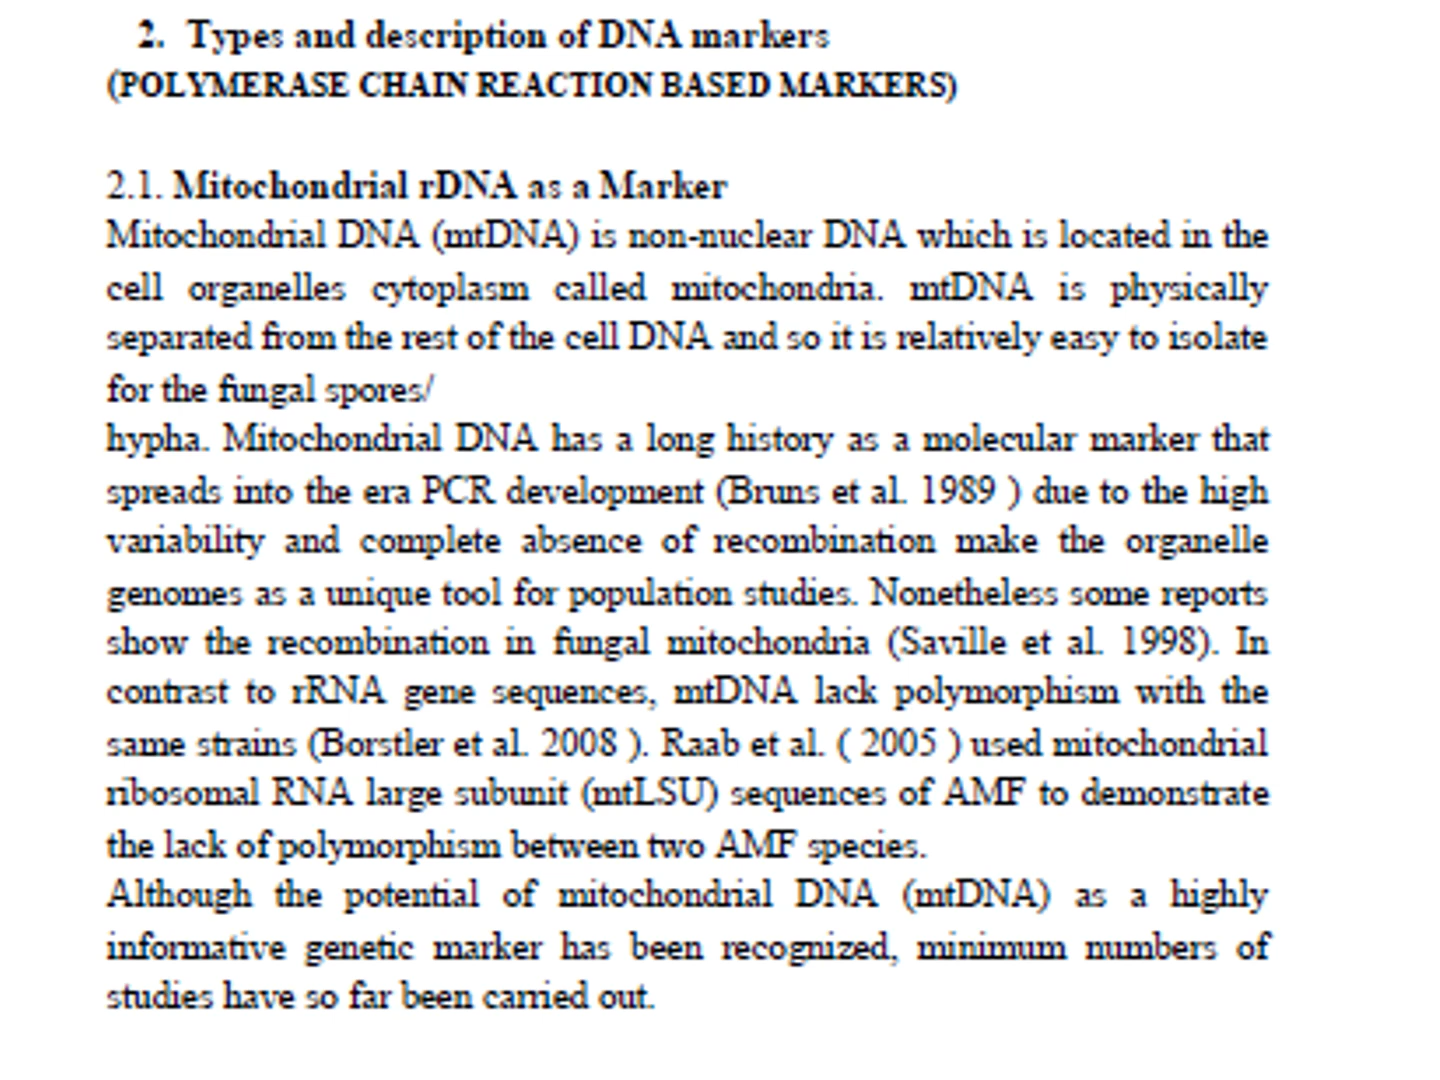 2. Types and description of DNA markers
(POLYMERASE CHAIN REACTION BASED MARKERS)
2.1. Mitochondrial rDNA as a Marker
Mitochondrial DNA (mtDNA) is non-nuclear DNA which is located in the
cell organelles cytoplasm called mitochondria. mtDNA is physically
separated from the rest of the cell DNA and so it is relatively easy to isolate
for the fungal spores/
hypha. Mitochondrial DNA has a long history as a molecular marker that
spreads into the era PCR development (Bruns et al. 1989 ) due to the high
variability and complete absence of recombination make the organelle
genomes as a unique tool for population studies. Nonetheless some reports
show the recombination in fungal mitochondria (Saville et al. 1998). In
contrast to rRNA gene sequences, mtDNA lack polymorphism with the
same strains (Borstler et al. 2008 ). Raab et al. ( 2005 ) used mitochondrial
ribosomal RNA large subunit (mtLSU) sequences of AMF to demonstrate
the lack of polymorphism between two AMF species.
Although the potential of mitochondrial DNA (mtDNA) as a highly
informative genetic marker has been recognized, minimum numbers of
studies have so far been carried out.